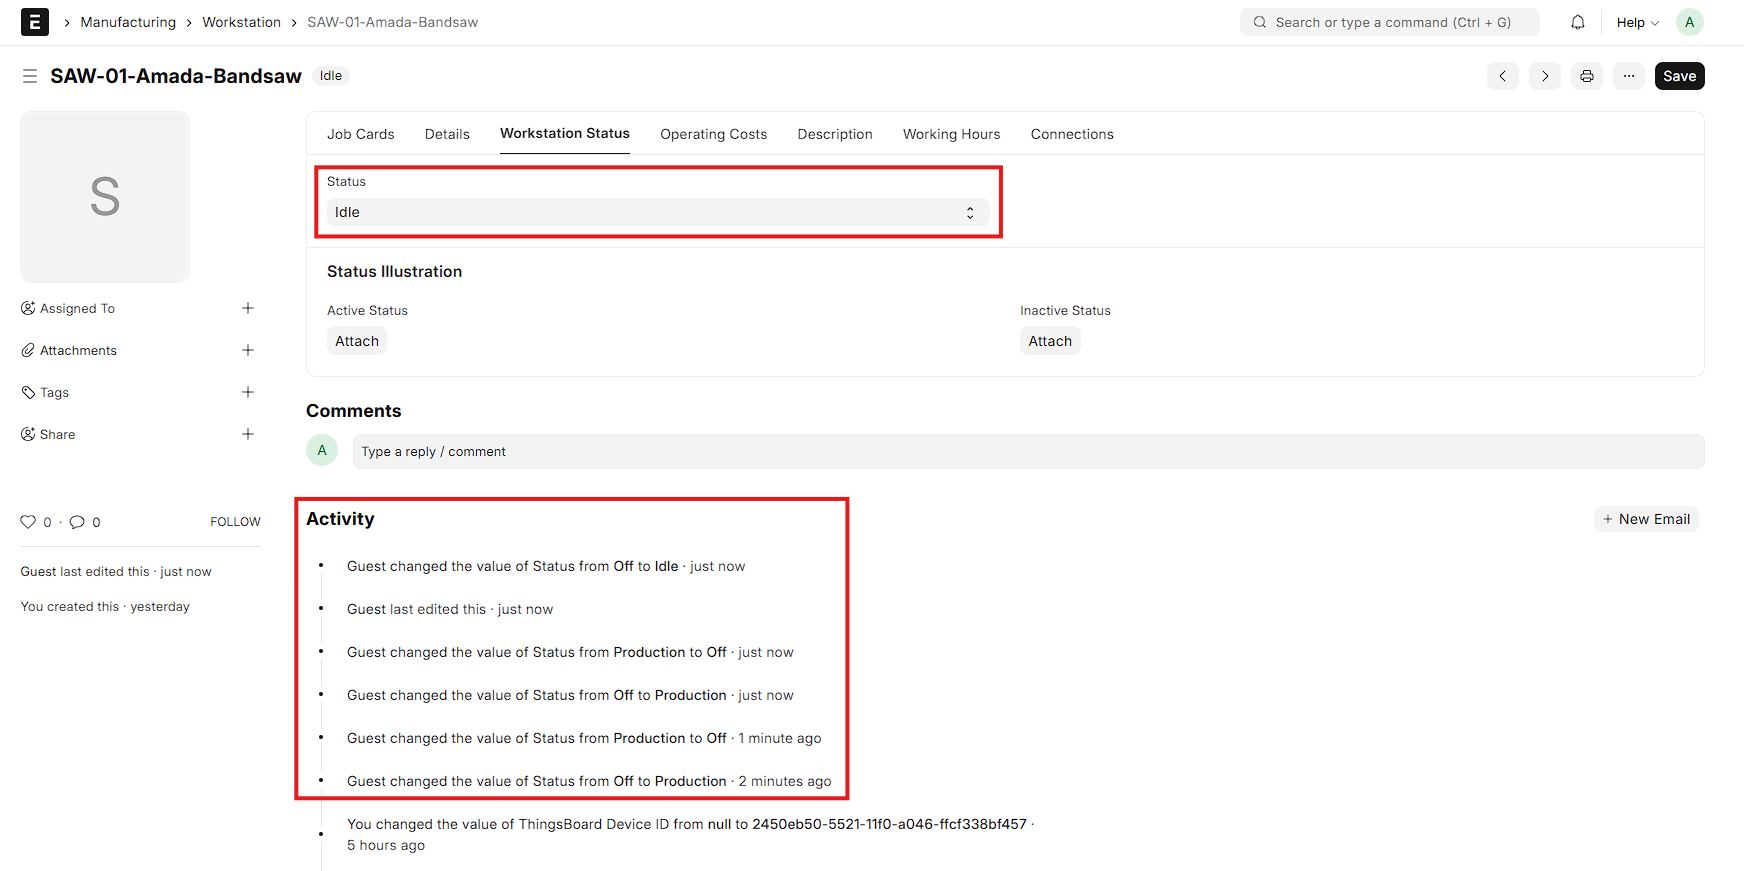 E Manufacturing Workstation SAW-01-Amada-Bandsaw Search or type a command (Ctrl + G) Help A
SAW-01-Amada-Bandsaw Idle Save
S
Assigned To
Attachments
Tags
Share
0 · 0 FOLLOW
Guest last edited this · just now
You created this · yesterday
Job Cards Details Workstation Status Operating Costs Description Working Hours Connections
Status
Idle
Status Illustration
Active Status Inactive Status
Attach Attach
Comments
A Type a reply / comment
Activity + New Email
Guest changed the value of Status from Off to Idle · just now
Guest last edited this · just now
Guest changed the value of Status from Production to Off · just now
Guest changed the value of Status from Off to Production · just now
Guest changed the value of Status from Production to Off · 1 minute ago
Guest changed the value of Status from Off to Production · 2 minutes ago
You changed the value of ThingsBoard Device ID from null to 2450eb50-5521-11f0-a046-ffcf338bf457 ·
5 hours ago